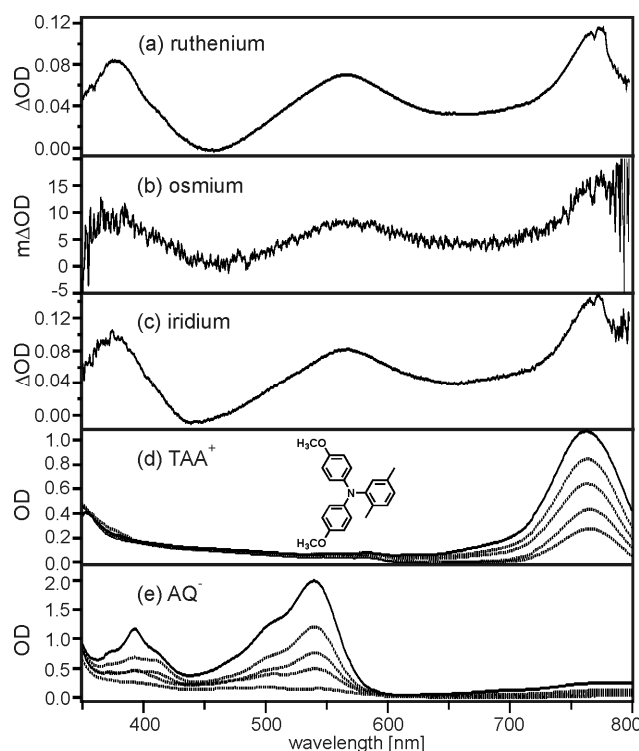 0.12
(a) ruthenium
0.08
ΔOD
0.04
0.00
(b) osmium
15
10
mΔOD
5
0
-5
(c) iridium
0.12
0.08
ΔOD
0.04
0.00
1.0
(d) TAA⁺
H₃CO
0.8
0.6
OD
N
0.4
0.2
H₃CO
0.0
2.0
(e) AQ⁻
1.5
OD
1.0
0.5
0.0
400 500 600 700 800
wavelength [nm]